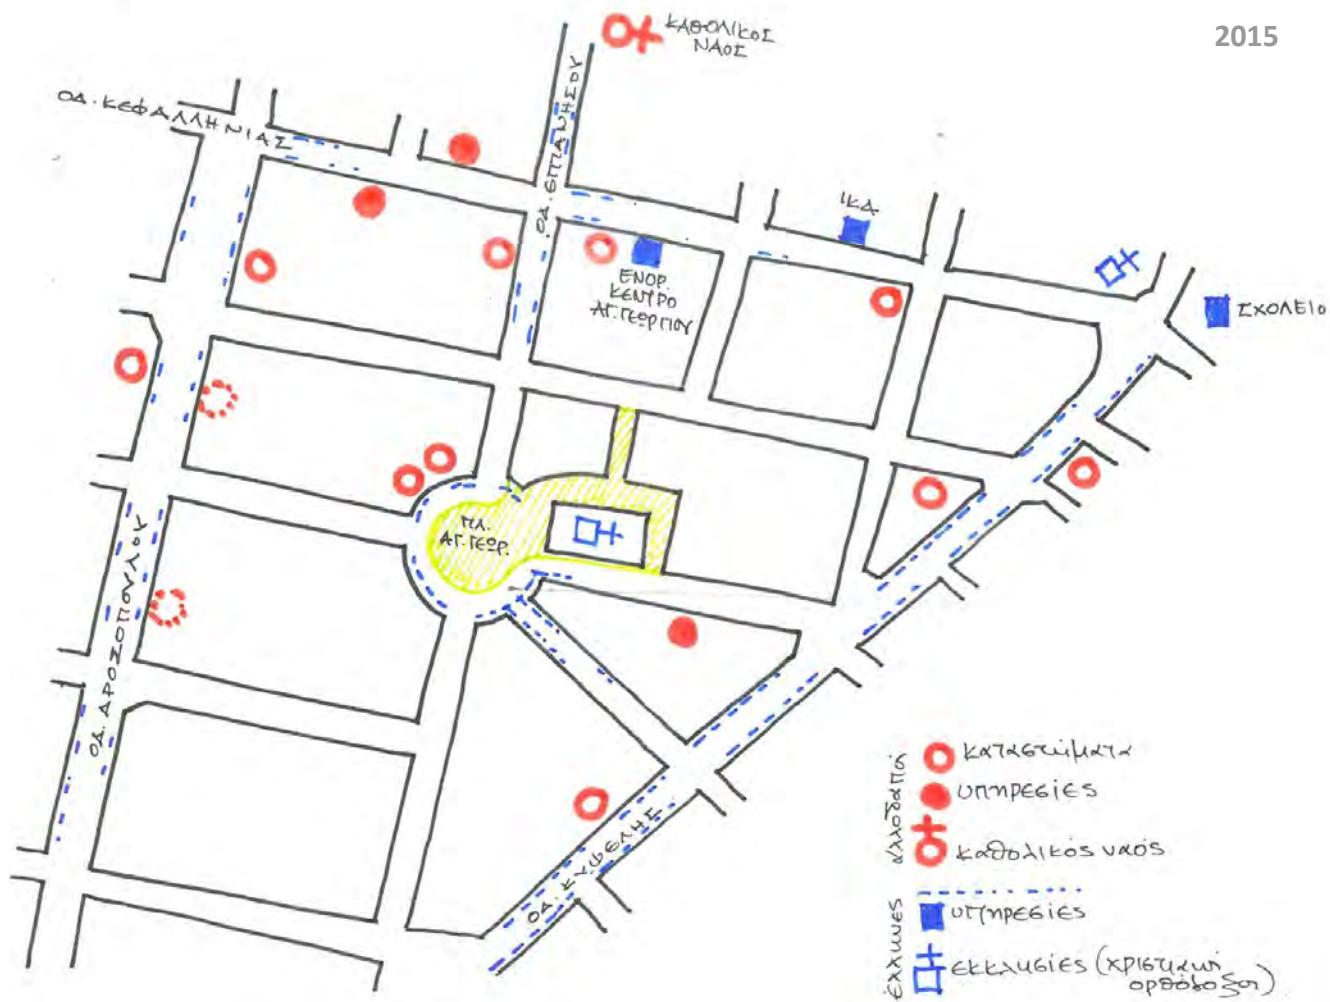 2015
ΚΑΘΟΛΙΚΟΣ
ΝΑΟΣ
ΟΔ. ΚΕΦΑΛΛΗΝΙΑΣ
ΟΔ. ΕΠΤΑΝΗΣΟΥ
ΙΚΑ
ΕΝΟΡ.
ΚΕΝΤΡΟ
ΑΓ. ΓΕΩΡΓΙΟΥ
ΣΧΟΛΕΙΟ
ΠΛ.
ΑΓ. ΓΕΩΡ.
ΟΔ. ΔΡΟΣΟΠΟΥΛΟΥ
ΟΔ. ΚΥΨΕΛΗΣ
αλλοδαποί
καταστήματα
υπηρεσίες
καθολικός ναός
έλληνες
υπηρεσίες
εκκλησίες (χριστιανοί
ορθόδοξοι)